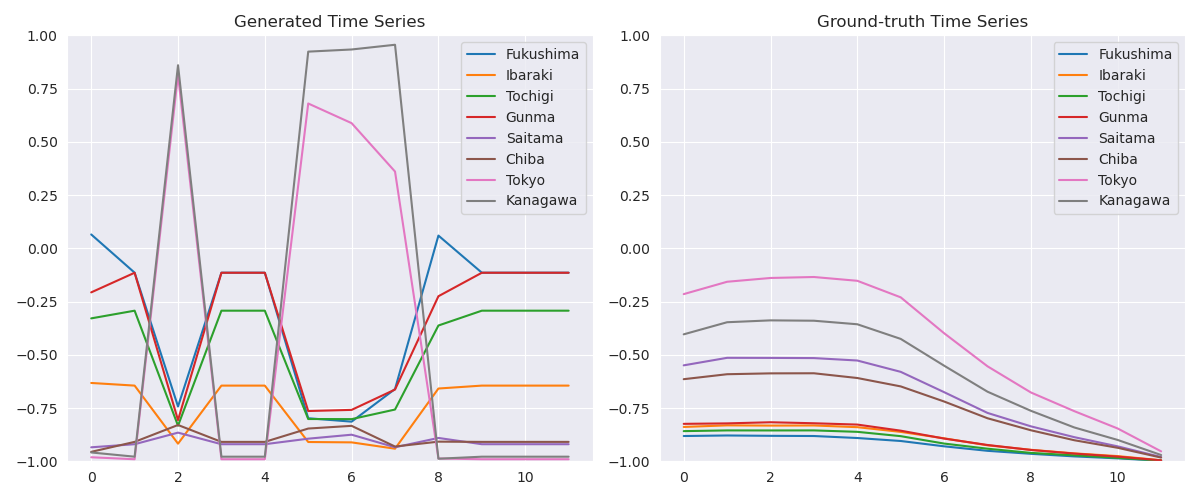 Generated Time Series
1.00
0.75
0.50
0.25
0.00
−0.25
−0.50
−0.75
−1.00
0 2 4 6 8 10
Fukushima
Ibaraki
Tochigi
Gunma
Saitama
Chiba
Tokyo
Kanagawa
Ground-truth Time Series
1.00
0.75
0.50
0.25
0.00
−0.25
−0.50
−0.75
−1.00
0 2 4 6 8 10
Fukushima
Ibaraki
Tochigi
Gunma
Saitama
Chiba
Tokyo
Kanagawa